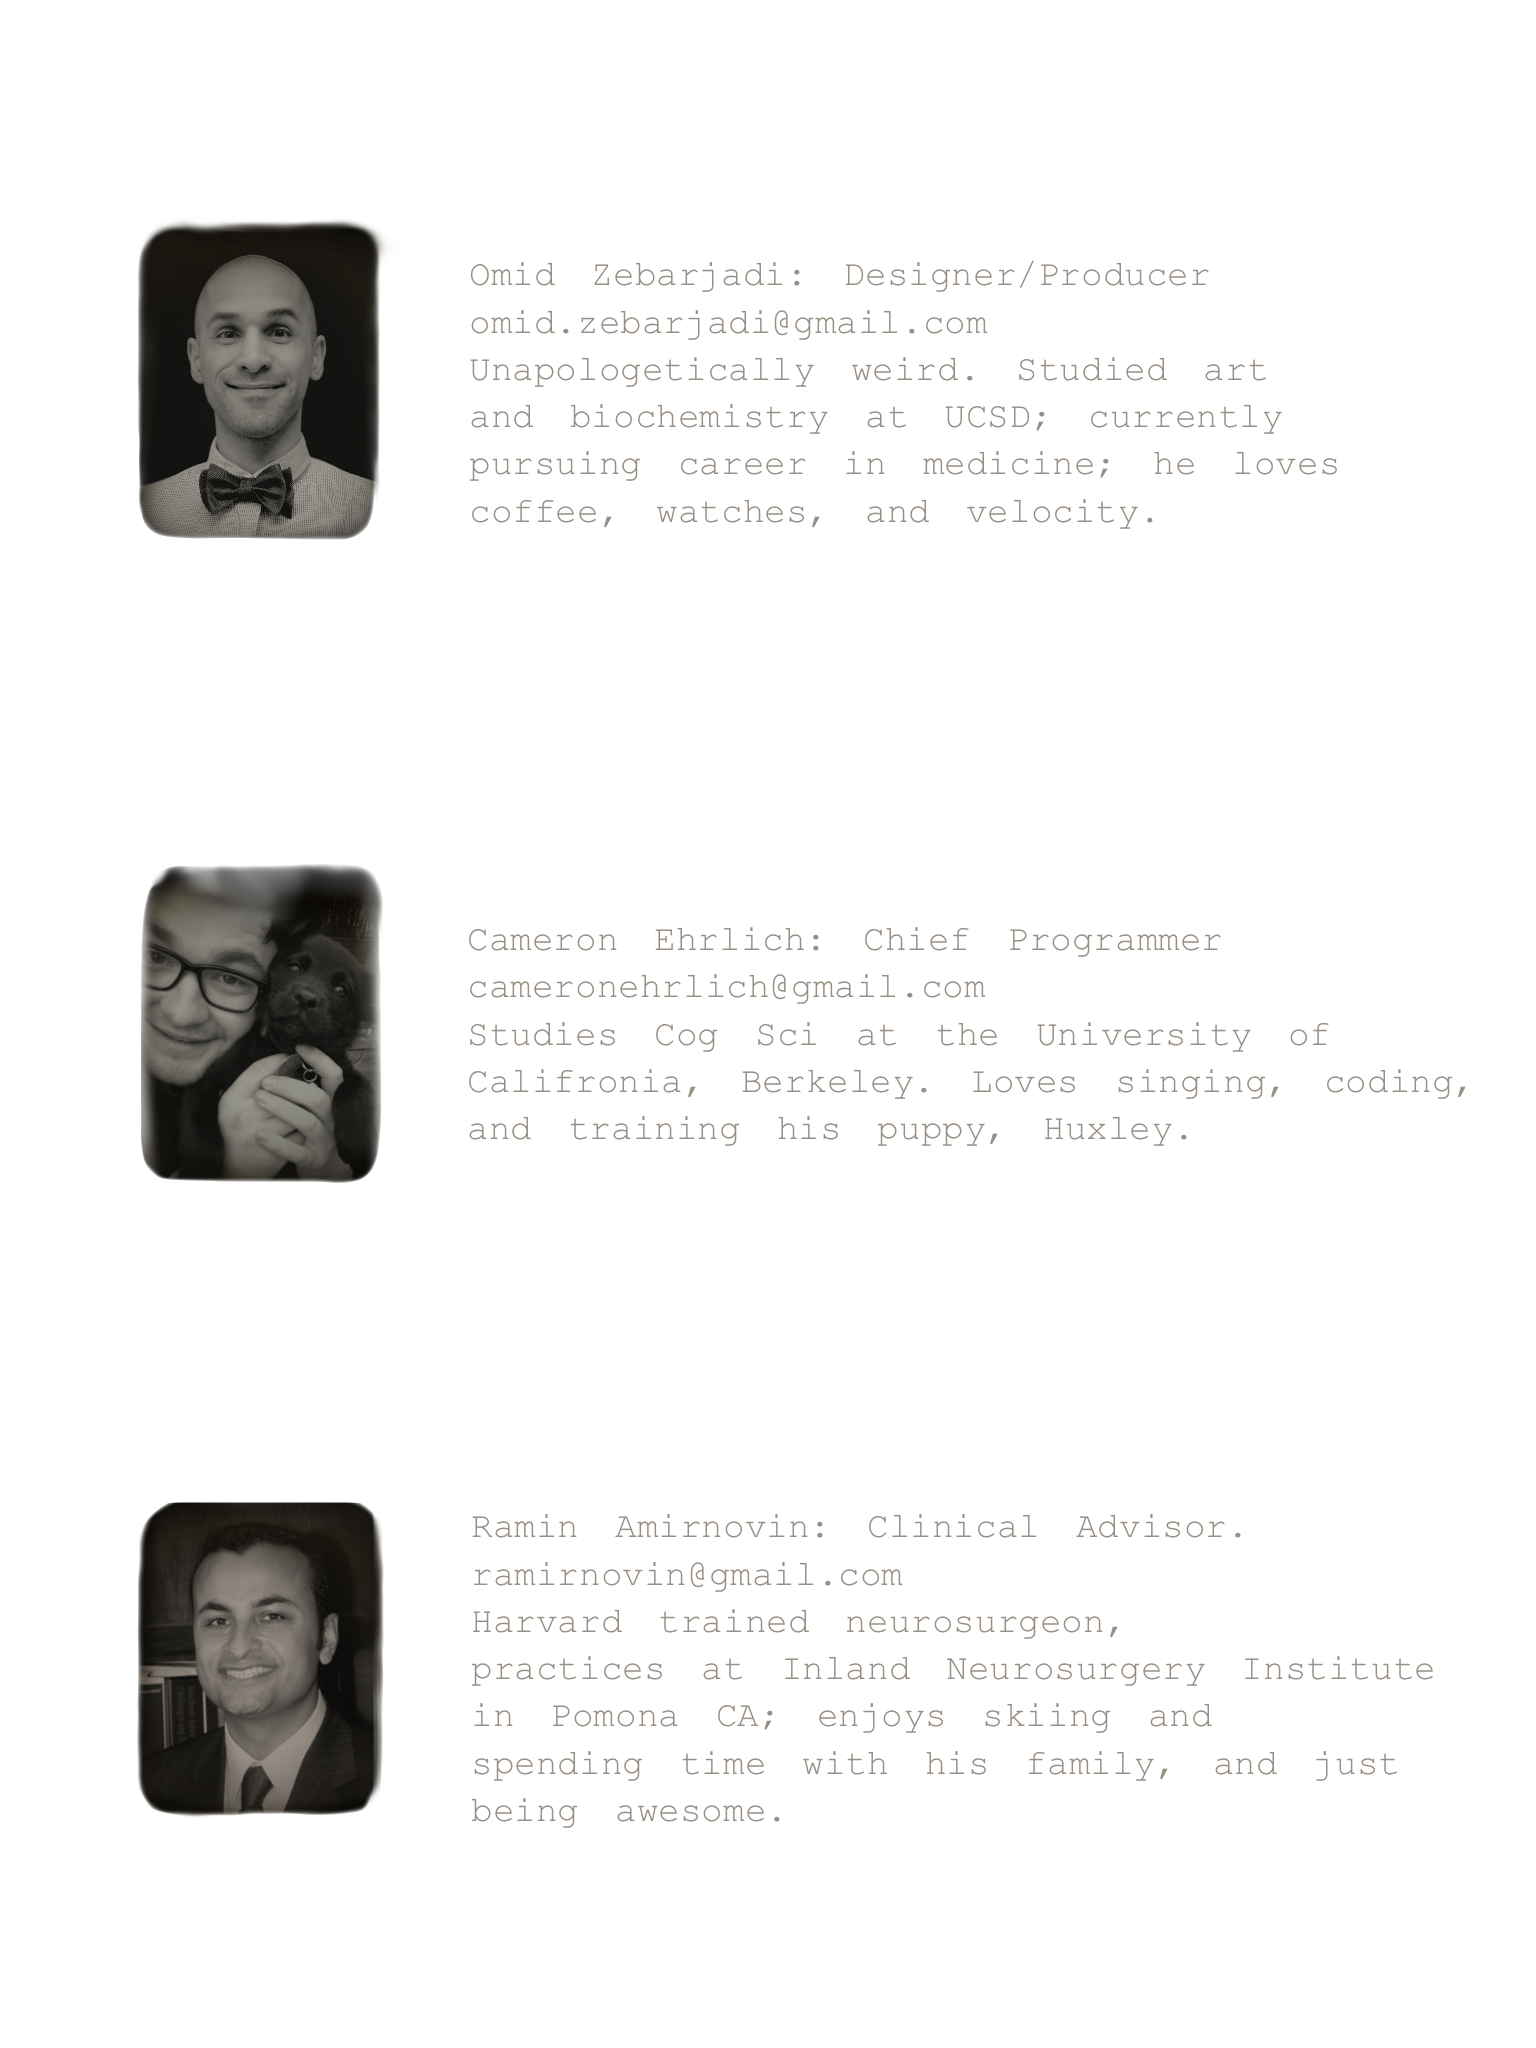 Omid Zebarjadi: Designer/Producer
omid.zebarjadi@gmail.com
Unapologetically weird. Studied art
and biochemistry at UCSD; currently
pursuing career in medicine; he loves
coffee, watches, and velocity.
Cameron Ehrlich: Chief Programmer
cameronehrlich@gmail.com
Studies Cog Sci at the University of
Califronia, Berkeley. Loves singing, coding,
and training his puppy, Huxley.
Ramin Amirnovin: Clinical Advisor.
ramirnovin@gmail.com
Harvard trained neurosurgeon,
practices at Inland Neurosurgery Institute
in Pomona CA; enjoys skiing and
spending time with his family, and just
being awesome.